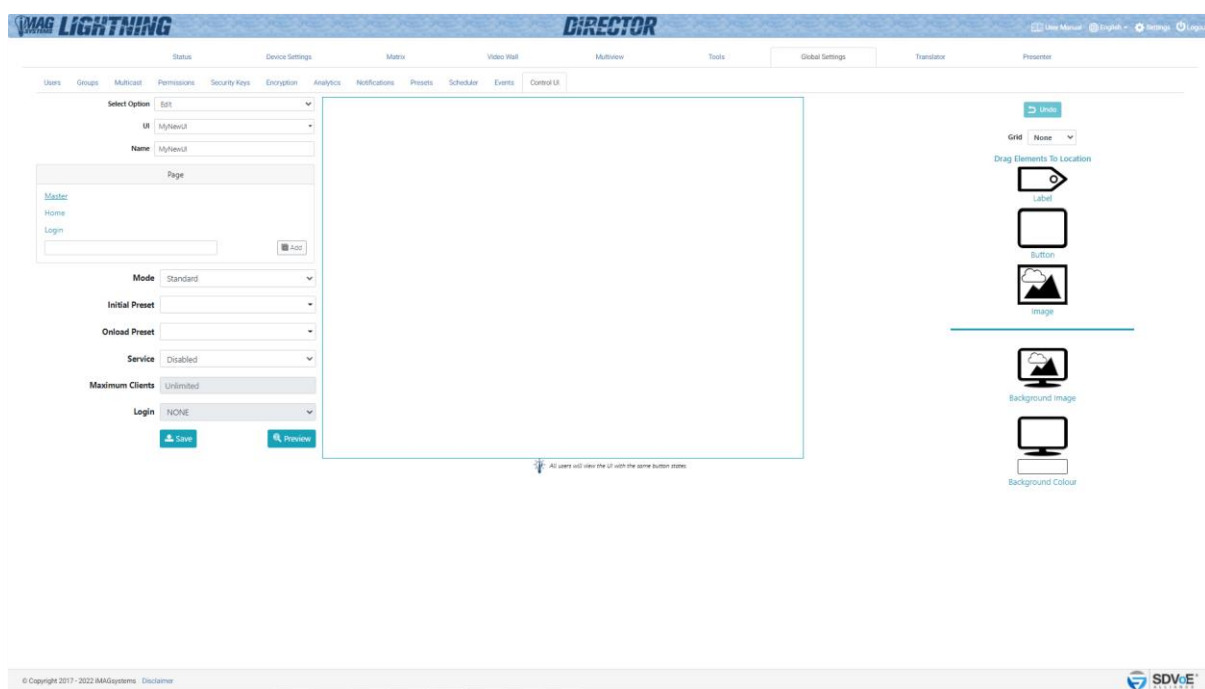 iMAG SYSTEMS LiGHTNING DiRECTOR User Manual English Settings
Status Device Settings Matrix Video Wall Multiview Tools Global Settings Translator Presenter
Users Groups Multicast Permissions Security Keys Encryption Analytics Notifications Presets Scheduler Events Control UI
Select Option Edit
UI MyNewUI
Name MyNewUI
Page
Master
Home
Login
Add
Mode Standard
Initial Preset
Onload Preset
Service Disabled
Maximum Clients Unlimited
Login NONE
Save Preview
All users will view the UI with the same button states
Undo
Grid None
Drag Elements To Location
Label
Button
Image
Background Image
Background Colour
© Copyright 2017 - 2022 iMAGsystems Disclaimer
SDVoE
ALLIANCE